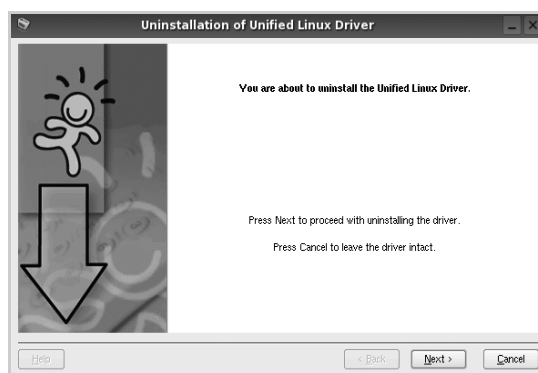 Uninstallation of Unified Linux Driver
You are about to uninstall the Unified Linux Driver.
Press Next to proceed with uninstalling the driver.
Press Cancel to leave the driver intact.
Help
< Back
Next >
Cancel